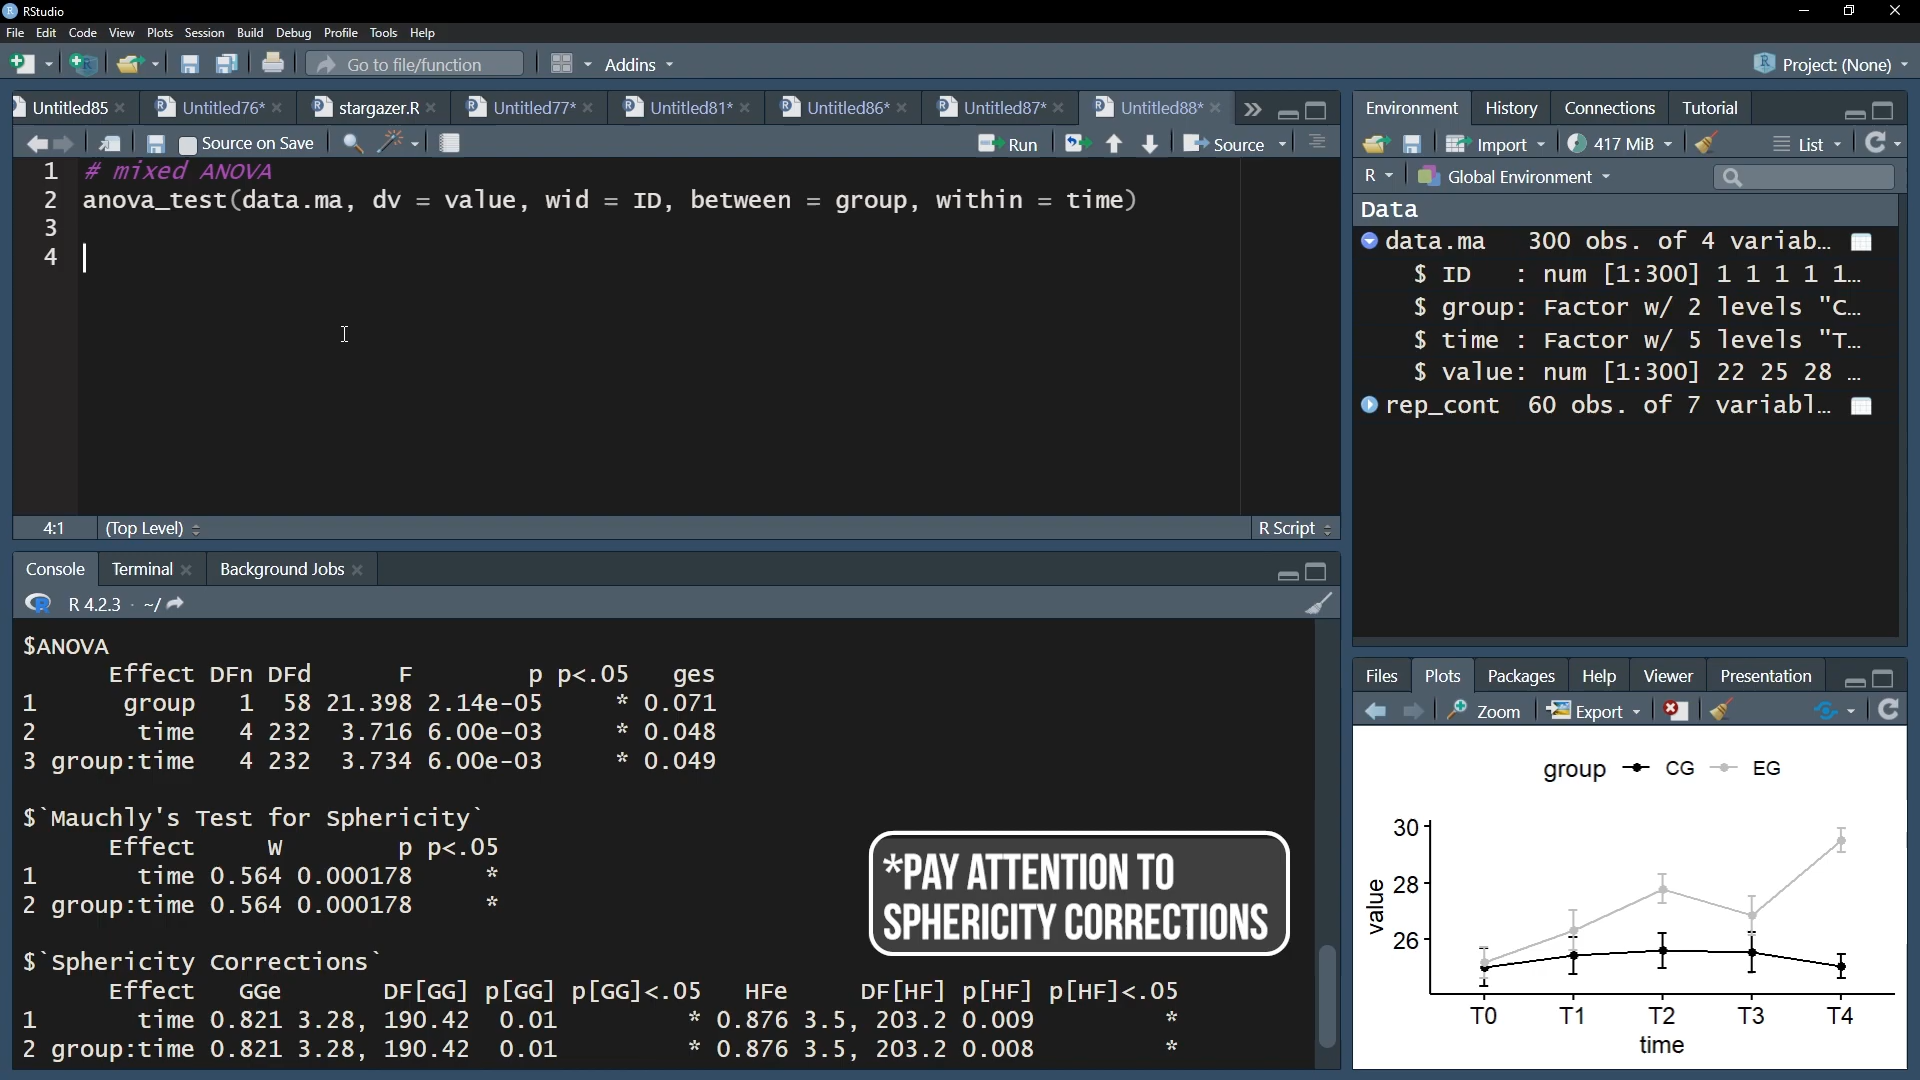 RStudio
File Edit Code View Plots Session Build Debug Profile Tools Help
Go to file/function Addins Project: (None)
Untitled85 Untitled76* stargazer.R Untitled77* Untitled81* Untitled86* Untitled87* Untitled88*
Source on Save Run Source
1 # mixed ANOVA
2 anova_test(data.ma, dv = value, wid = ID, between = group, within = time)
3
4
4:1 (Top Level) R Script
Console Terminal Background Jobs
R 4.2.3 · ~/
$ANOVA
Effect DFn DFd F p p<.05 ges
1 group 1 58 21.398 2.14e-05 * 0.071
2 time 4 232 3.716 6.00e-03 * 0.048
3 group:time 4 232 3.734 6.00e-03 * 0.049
$`Mauchly's Test for Sphericity`
Effect W p p<.05
1 time 0.564 0.000178 *
2 group:time 0.564 0.000178 *
$`Sphericity Corrections`
Effect GGe DF[GG] p[GG] p[GG]<.05 HFe DF[HF] p[HF] p[HF]<.05
1 time 0.821 3.28, 190.42 0.01 * 0.876 3.5, 203.2 0.009 *
2 group:time 0.821 3.28, 190.42 0.01 * 0.876 3.5, 203.2 0.008 *
*PAY ATTENTION TO
SPHERICITY CORRECTIONS
Environment History Connections Tutorial
Import 417 MiB List
R Global Environment
Data
data.ma 300 obs. of 4 variab…
$ ID : num [1:300] 1 1 1 1 1…
$ group: Factor w/ 2 levels "C…
$ time : Factor w/ 5 levels "T…
$ value: num [1:300] 22 25 28 …
rep_cont 60 obs. of 7 variabl…
Files Plots Packages Help Viewer Presentation
Zoom Export
group CG EG
30
28
26
value
T0 T1 T2 T3 T4
time